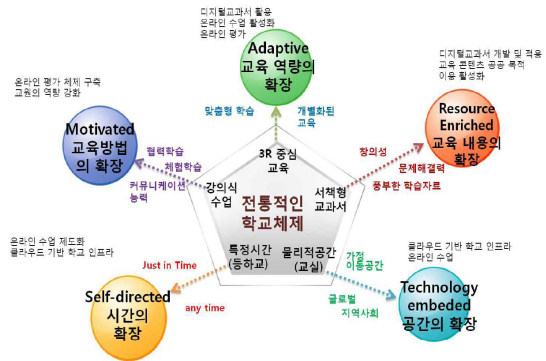 디지털교과서 활용
온라인 수업 활성화
온라인 평가
Adaptive
교육 역량의
확장
맞춤형 학습
개별화된
교육
온라인 평가 체제 구축
교원의 역량 강화
Motivated
교육방법
의 확장
협력학습
체험학습
커뮤니케이션
능력
디지털교과서 개발 및 적용
교육 콘텐츠 공공 목적
이용 활성화
Resource
Enriched
교육 내용의
확장
창의성
문제해결력
풍부한 학습자료
3R 중심
교육
강의식
수업
서책형
교과서
전통적인
학교체제
특정시간
(등하교)
물리적공간
(교실)
온라인 수업 제도화
클라우드 기반 학교 인프라
Just in Time
any time
Self-directed
시간의
확장
가정
이동공간
글로벌
지역사회
클라우드 기반 학교 인프라
온라인 수업
Technology
embeded
공간의 확장